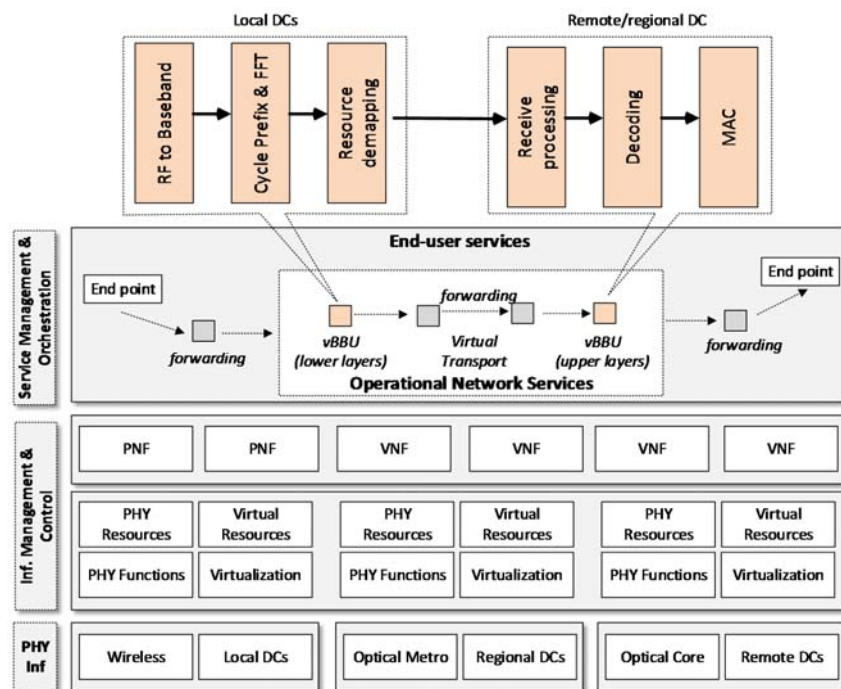 Local DCs
Remote/regional DC
RF to Baseband
Cycle Prefix & FFT
Resource
demapping
Receive
processing
Decoding
MAC
Service Management &
Orchestration
End-user services
End point
End point
forwarding
forwarding
forwarding
vBBU
(lower layers)
Virtual
Transport
vBBU
(upper layers)
Operational Network Services
Inf. Management &
Control
PNF
PNF
VNF
VNF
VNF
VNF
PHY
Resources
Virtual
Resources
PHY
Resources
Virtual
Resources
PHY
Resources
Virtual
Resources
PHY Functions
Virtualization
PHY Functions
Virtualization
PHY Functions
Virtualization
PHY
Inf
Wireless
Local DCs
Optical Metro
Regional DCs
Optical Core
Remote DCs